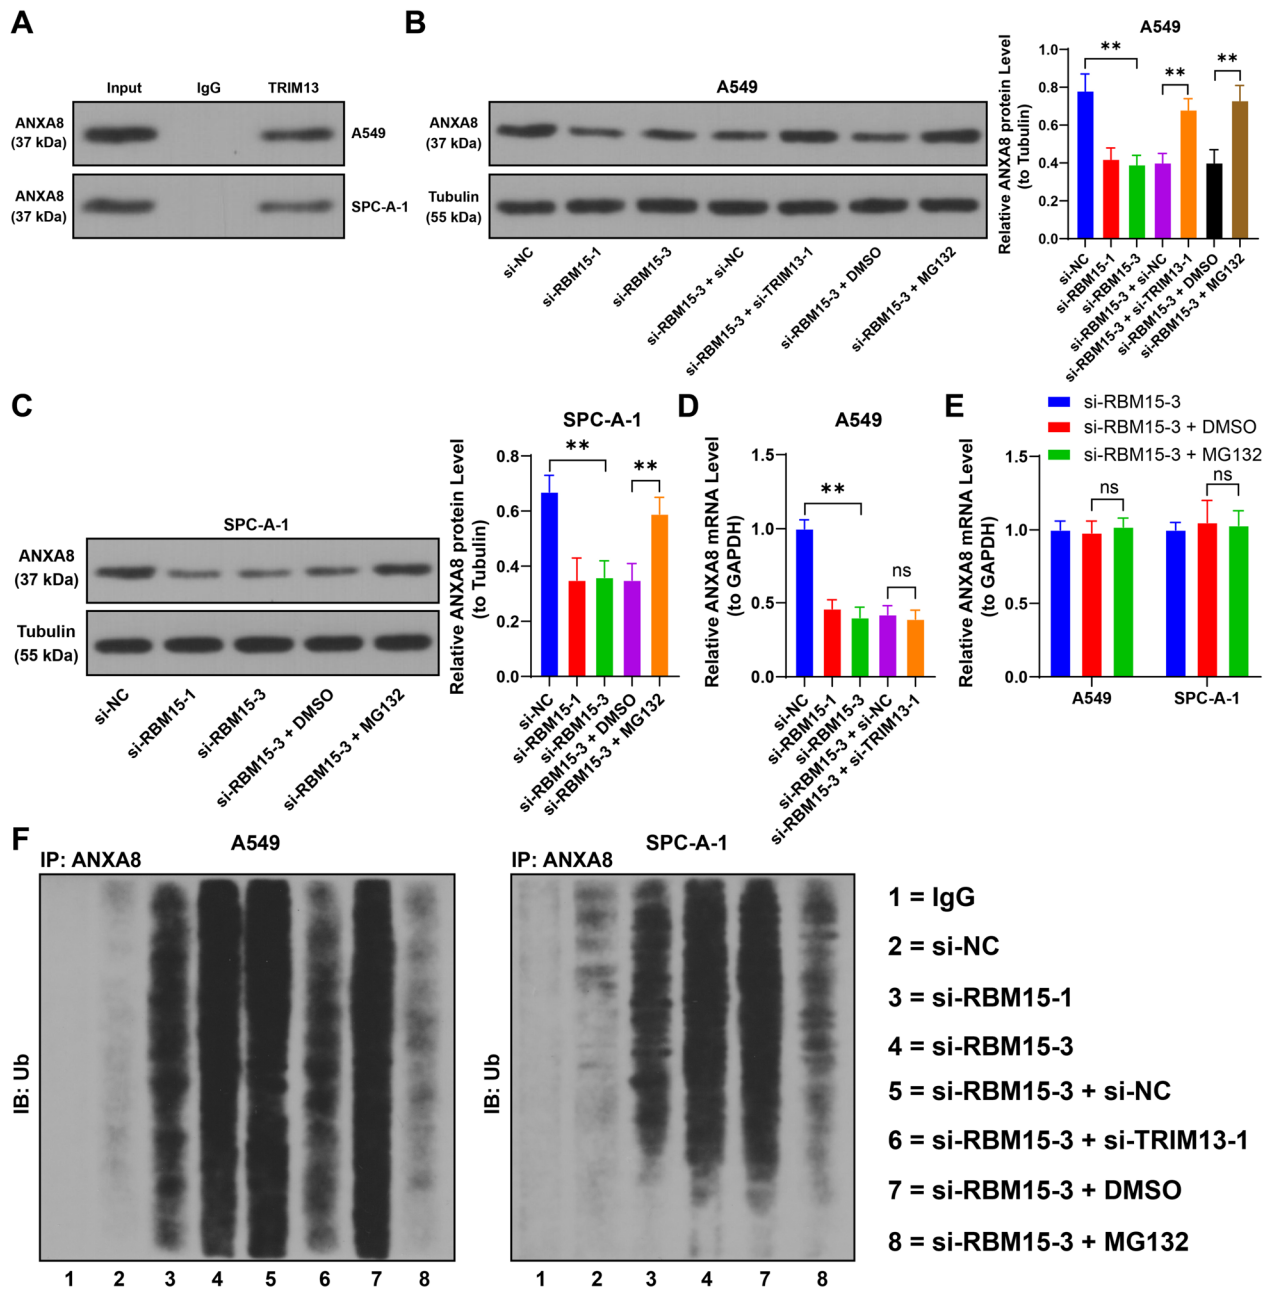 A
Input IgG TRIM13
ANXA8
(37 kDa)
A549
ANXA8
(37 kDa)
SPC-A-1
B
A549
ANXA8
(37 kDa)
Tubulin
(55 kDa)
si-NC
si-RBM15-1
si-RBM15-3
si-RBM15-3 + si-NC
si-RBM15-3 + si-TRIM13-1
si-RBM15-3 + DMSO
si-RBM15-3 + MG132
A549
Relative ANXA8 protein Level
(to Tubulin)
1.0
0.8
0.6
0.4
0.2
0.0
**
**
**
si-NC
si-RBM15-1
si-RBM15-3
si-RBM15-3 + si-NC
si-RBM15-3 + si-TRIM13-1
si-RBM15-3 + DMSO
si-RBM15-3 + MG132
C
SPC-A-1
ANXA8
(37 kDa)
Tubulin
(55 kDa)
si-NC
si-RBM15-1
si-RBM15-3
si-RBM15-3 + DMSO
si-RBM15-3 + MG132
SPC-A-1
Relative ANXA8 protein Level
(to Tubulin)
0.8
0.6
0.4
0.2
0.0
**
**
si-NC
si-RBM15-1
si-RBM15-3
si-RBM15-3 + DMSO
si-RBM15-3 + MG132
D
A549
Relative ANXA8 mRNA Level
(to GAPDH)
1.5
1.0
0.5
0.0
**
ns
si-NC
si-RBM15-1
si-RBM15-3
si-RBM15-3 + si-NC
si-RBM15-3 + si-TRIM13-1
E
si-RBM15-3
si-RBM15-3 + DMSO
si-RBM15-3 + MG132
Relative ANXA8 mRNA Level
(to GAPDH)
1.5
1.0
0.5
0.0
ns
ns
A549 SPC-A-1
F
A549
IP: ANXA8
IB: Ub
1 2 3 4 5 6 7 8
SPC-A-1
IP: ANXA8
IB: Ub
1 2 3 4 7 8
1 = IgG
2 = si-NC
3 = si-RBM15-1
4 = si-RBM15-3
5 = si-RBM15-3 + si-NC
6 = si-RBM15-3 + si-TRIM13-1
7 = si-RBM15-3 + DMSO
8 = si-RBM15-3 + MG132